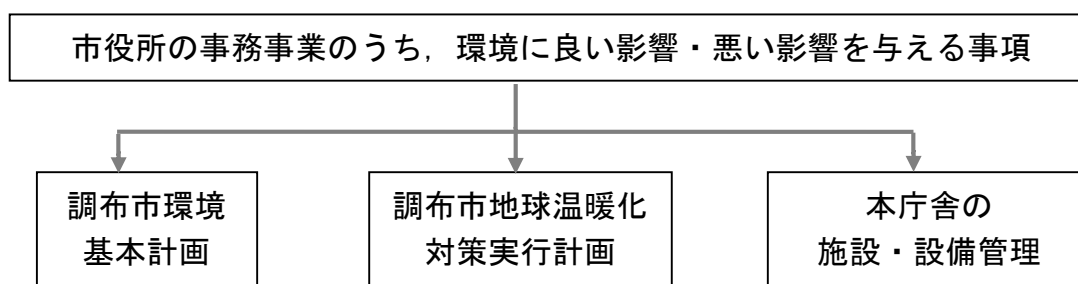 市役所の事務事業のうち，環境に良い影響・悪い影響を与える事項
調布市環境
基本計画
調布市地球温暖化
対策実行計画
本庁舎の
施設・設備管理